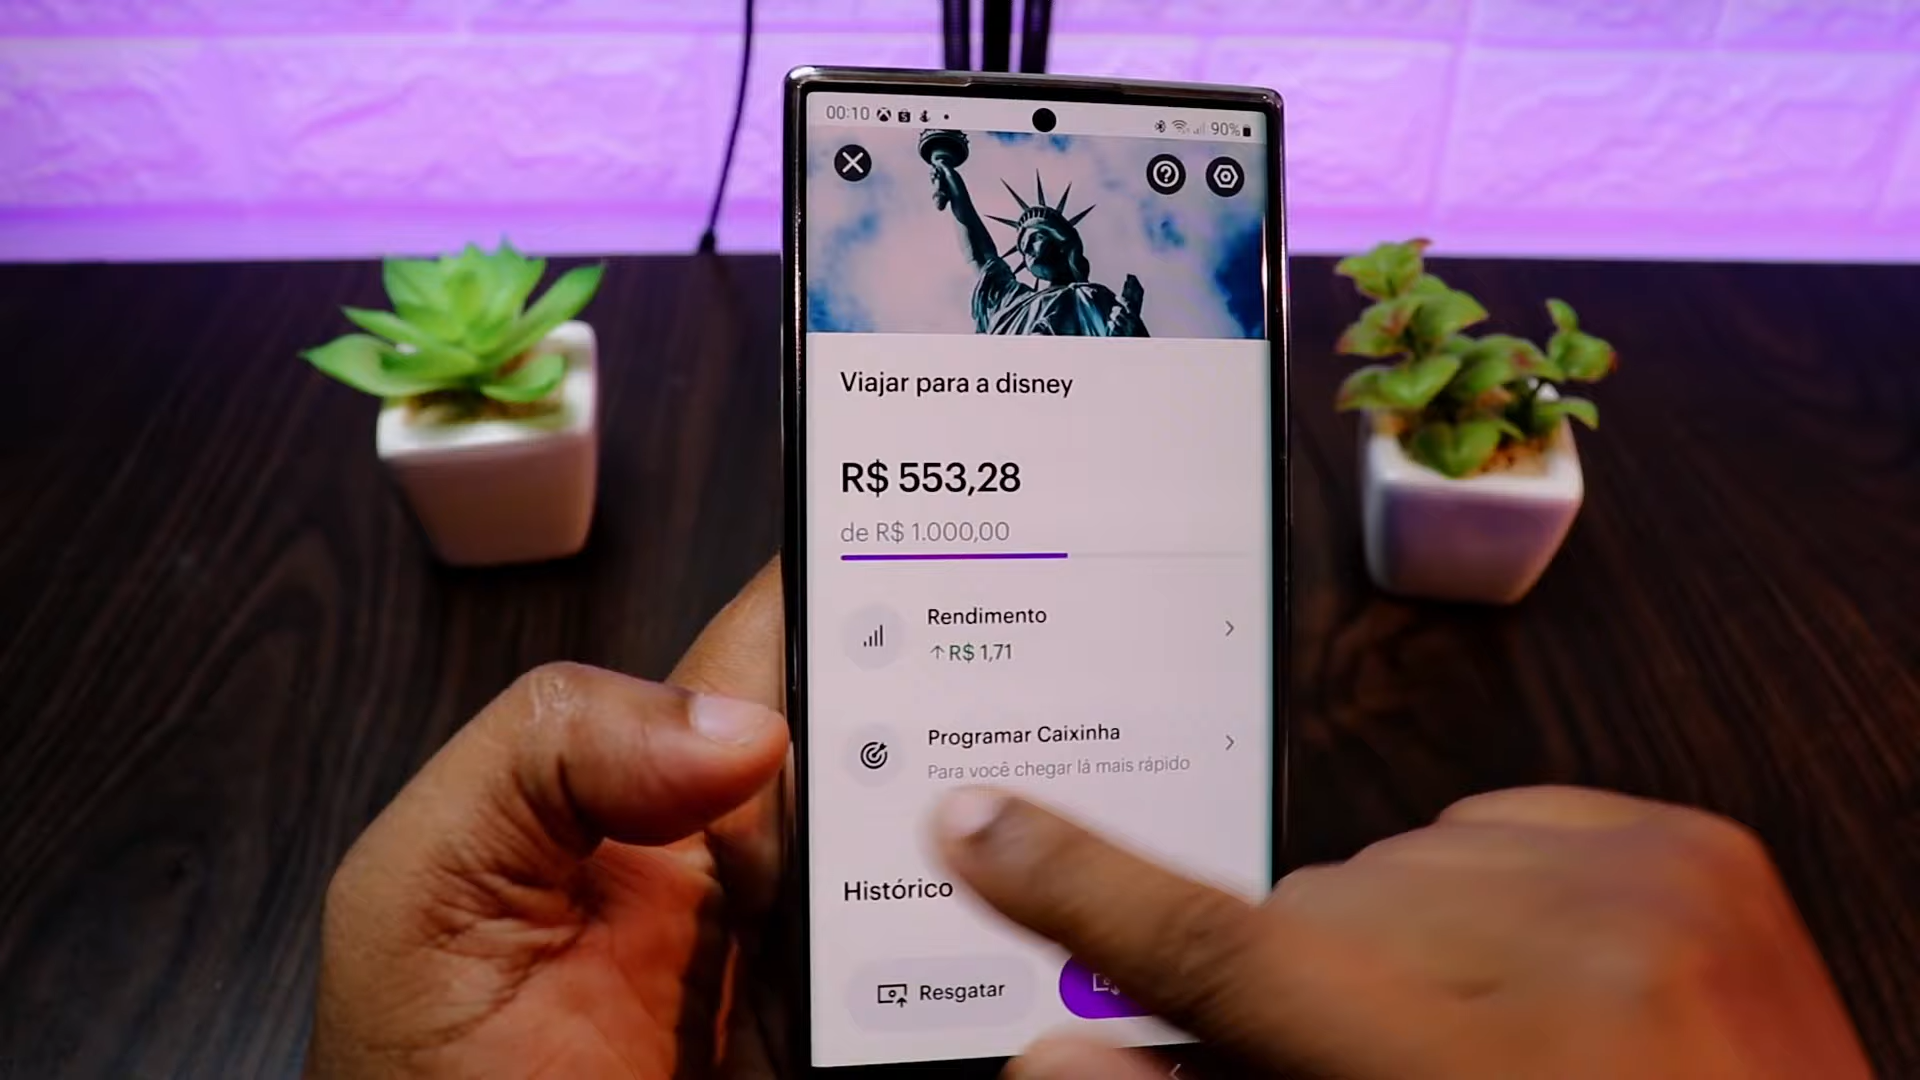 00:10
90%
Viajar para a disney
R$ 553,28
de R$ 1.000,00
Rendimento
↑R$ 1,71
Programar Caixinha
Para você chegar lá mais rápido
Histórico
Resgatar